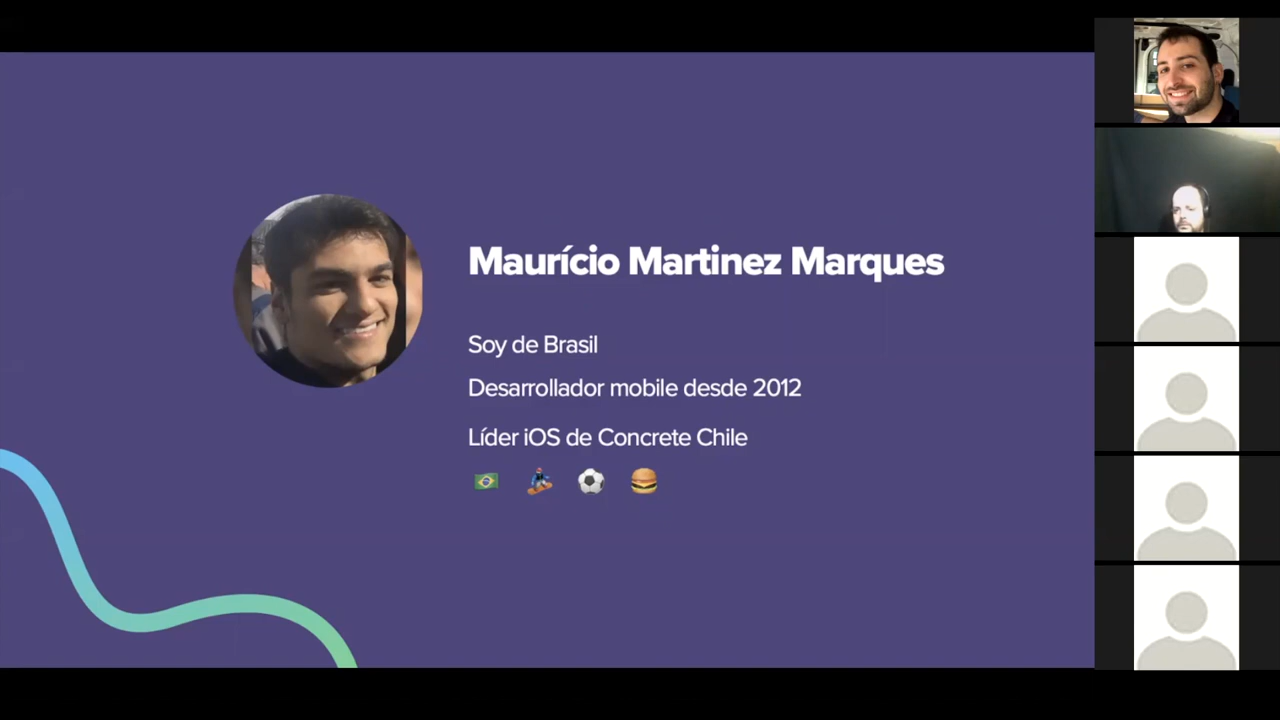 Maurício Martinez Marques
Soy de Brasil
Desarrollador mobile desde 2012
Líder iOS de Concrete Chile